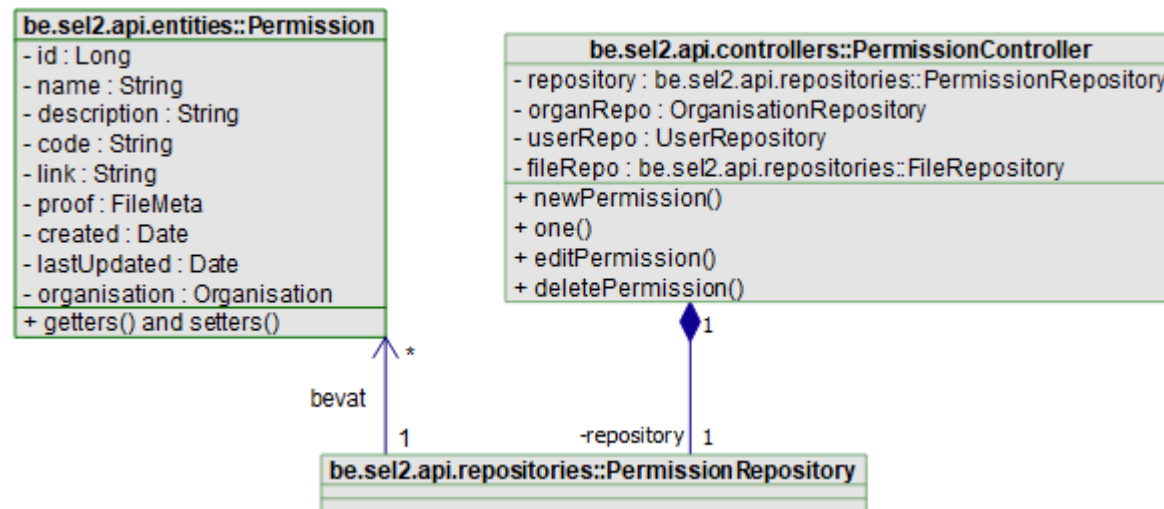 be.sel2.api.entities::Permission
- id : Long
- name : String
- description : String
- code : String
- link : String
- proof : FileMeta
- created : Date
- lastUpdated : Date
- organisation : Organisation
+ getters() and setters()
be.sel2.api.controllers::PermissionController
- repository : be.sel2.api.repositories::PermissionRepository
- organRepo : OrganisationRepository
- userRepo : UserRepository
- fileRepo : be.sel2.api.repositories::FileRepository
+ newPermission()
+ one()
+ editPermission()
+ deletePermission()
*
bevat
1
1
-repository
1
be.sel2.api.repositories::PermissionRepository